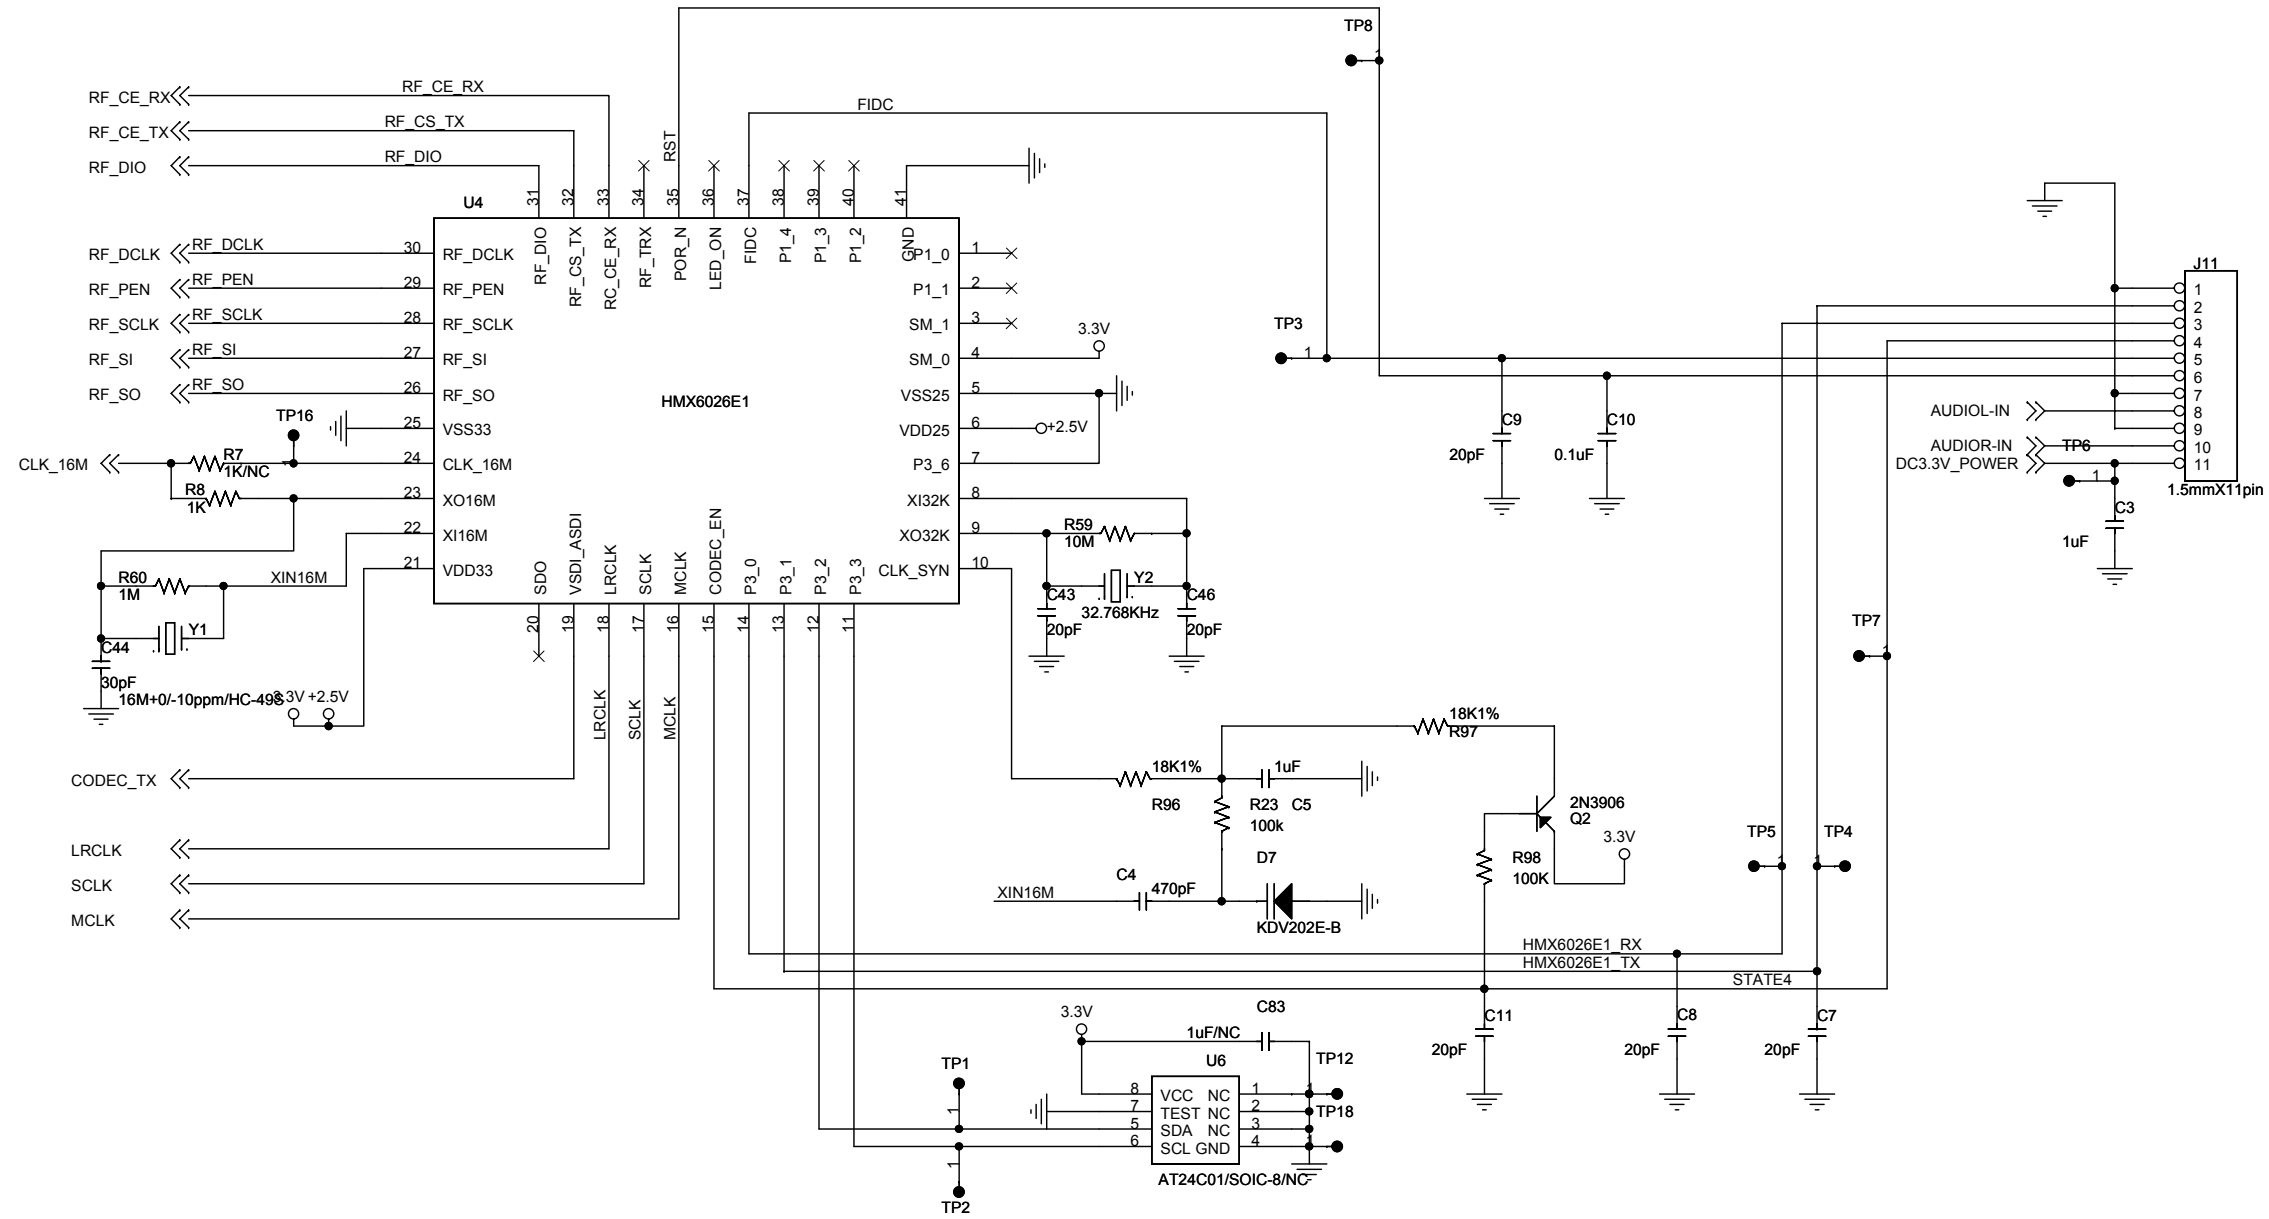 TP8
1
RF_CE_RX
RF_CE_RX
RF_CE_TX
RF_CS_TX
RF_DIO
RF_DIO
FIDC
RST
U4
31
32
33
34
35
36
37
38
39
40
41
RF_DIO
RF_CS_TX
RC_CE_RX
RF_TRX
POR_N
LED_ON
FIDC
P1_4
P1_3
P1_2
GND
RF_DCLK
RF_DCLK
30
RF_DCLK
RF_PEN
RF_PEN
29
RF_PEN
RF_SCLK
RF_SCLK
28
RF_SCLK
RF_SI
RF_SI
27
RF_SI
RF_SO
RF_SO
26
RF_SO
25
VSS33
TP16
CLK_16M
R7
1K/NC
24
CLK_16M
R8
1K
23
XO16M
22
XI16M
21
VDD33
R60
1M
XIN16M
Y1
C44
30pF
16M+0/-10ppm/HC-49S
3.3V
+2.5V
HMX6026E1
P1_0
1
P1_1
2
SM_1
3
SM_0
4
3.3V
VSS25
5
VDD25
6
+2.5V
P3_6
7
XI32K
8
XO32K
9
CLK_SYN
10
R59
10M
Y2
C43
32.768KHz
C46
20pF
20pF
SDO
VSDI_ASDI
LRCLK
SCLK
MCLK
CODEC_EN
P3_0
P3_1
P3_2
P3_3
20
19
18
17
16
15
14
13
12
11
LRCLK
SCLK
MCLK
CODEC_TX
LRCLK
SCLK
MCLK
TP3
1
C9
20pF
C10
0.1uF
J11
1
2
3
4
5
6
7
8
9
10
11
1.5mmX11pin
AUDIOL-IN
AUDIOR-IN
DC3.3V_POWER
TP6
1
C3
1uF
TP7
1
18K1%
R97
18K1%
R96
1uF
C5
R23
100k
D7
C4
470pF
XIN16M
KDV202E-B
2N3906
Q2
3.3V
R98
100K
TP5
1
TP4
1
HMX6026E1_RX
HMX6026E1_TX
STATE4
C11
20pF
C8
20pF
C7
20pF
C83
3.3V
1uF/NC
U6
TP12
1
TP18
1
TP1
1
8
VCC
NC
1
7
TEST
NC
2
5
SDA
NC
3
6
SCL
GND
4
AT24C01/SOIC-8/NC
1
TP2